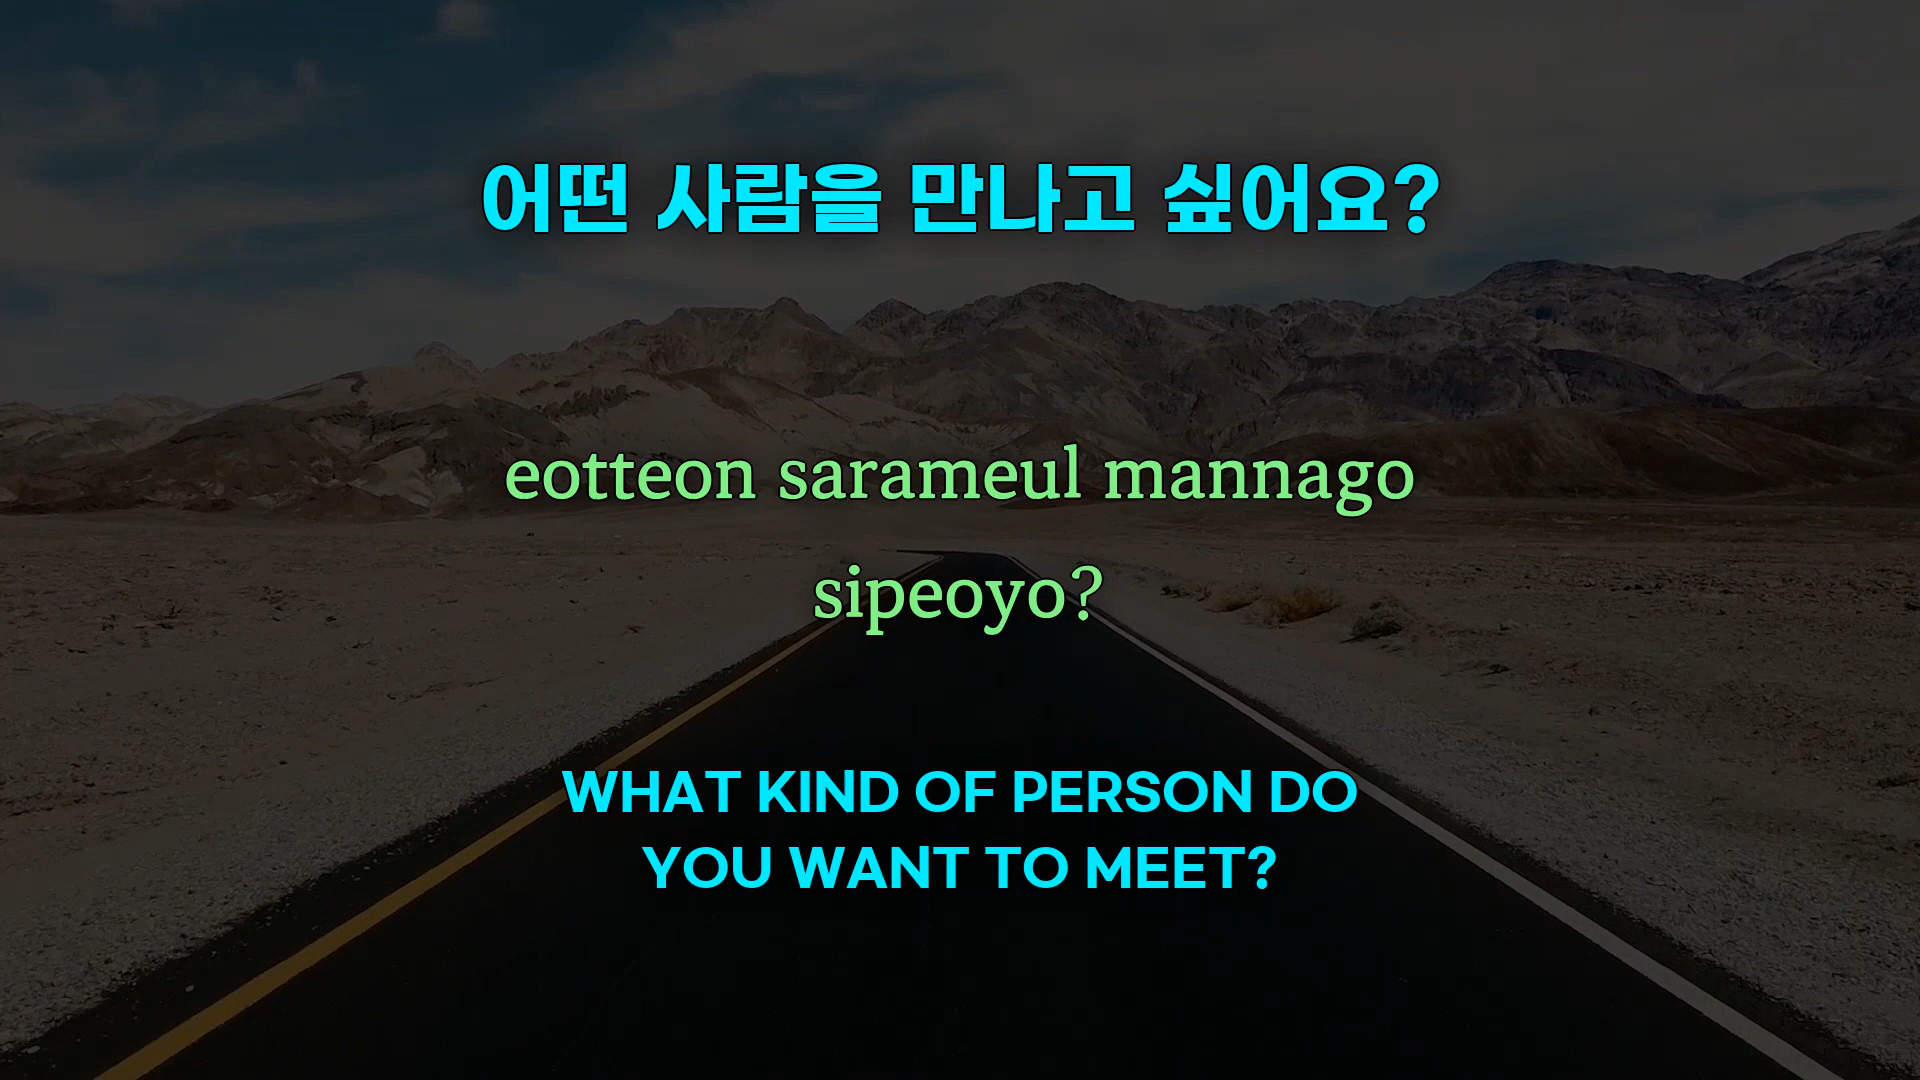 어떤 사람을 만나고 싶어요?
eotteon sarameul mannago
sipeoyo?
WHAT KIND OF PERSON DO
YOU WANT TO MEET?